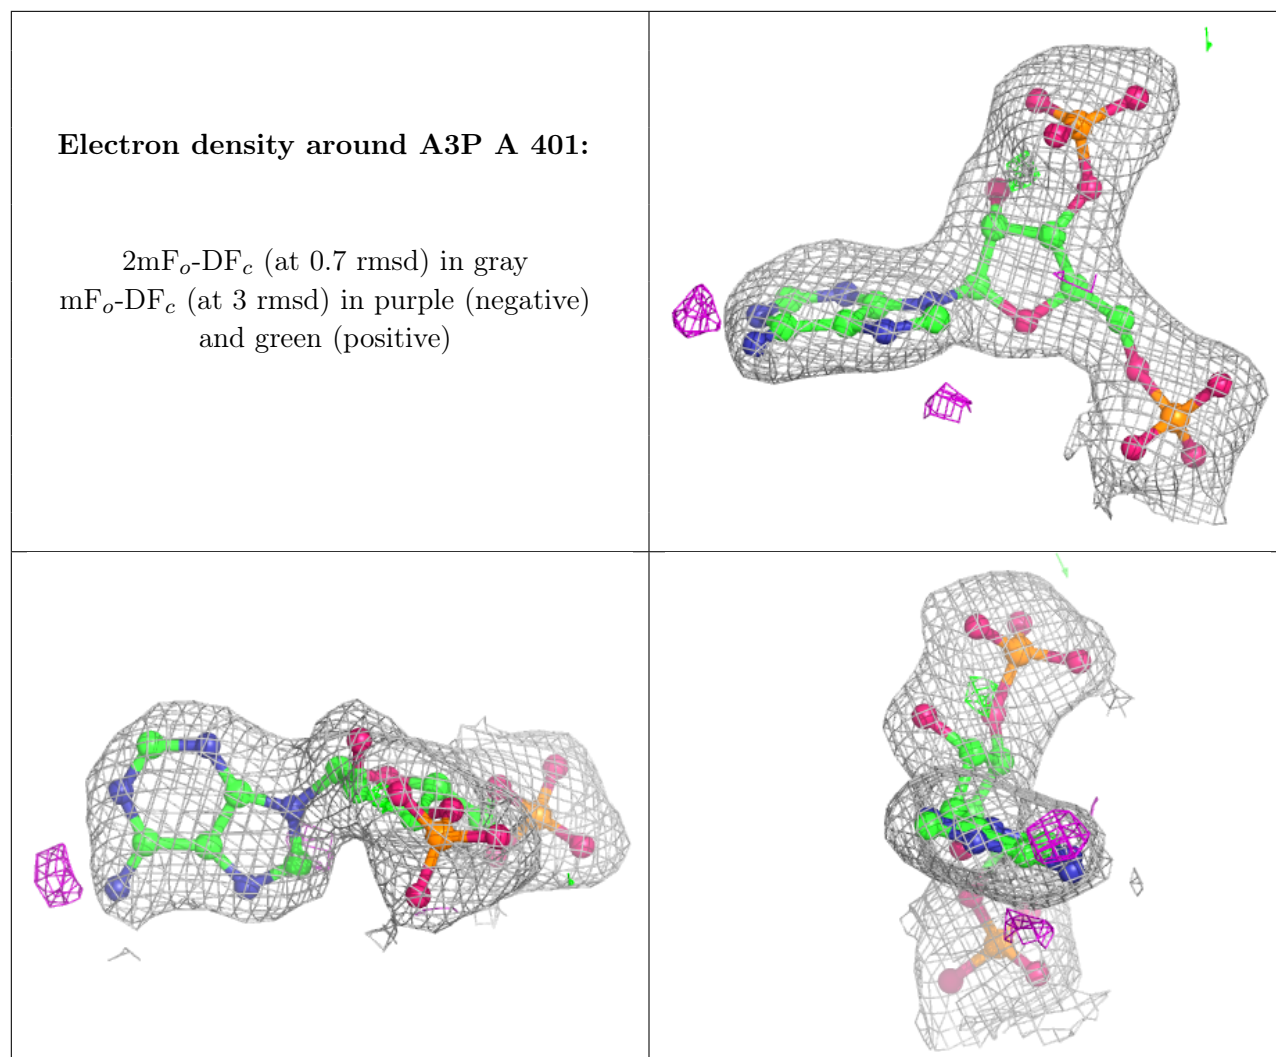 Electron density around A3P A 401:
2mFo-DFc (at 0.7 rmsd) in gray
mFo-DFc (at 3 rmsd) in purple (negative)
and green (positive)